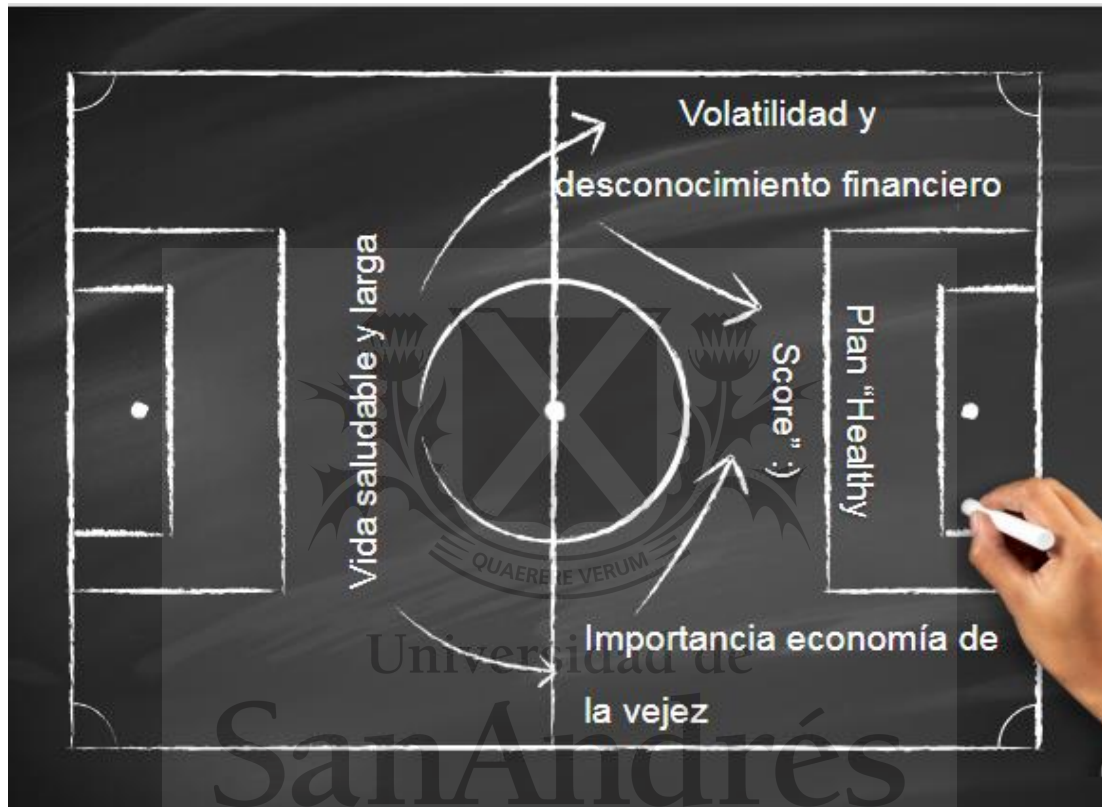 Volatilidad y
desconocimiento financiero
Vida saludable y larga
Plan “Healthy
Score” :)
Importancia economía de
la vejez
QUAERERE VERUM
Universidad de
SanAndrés